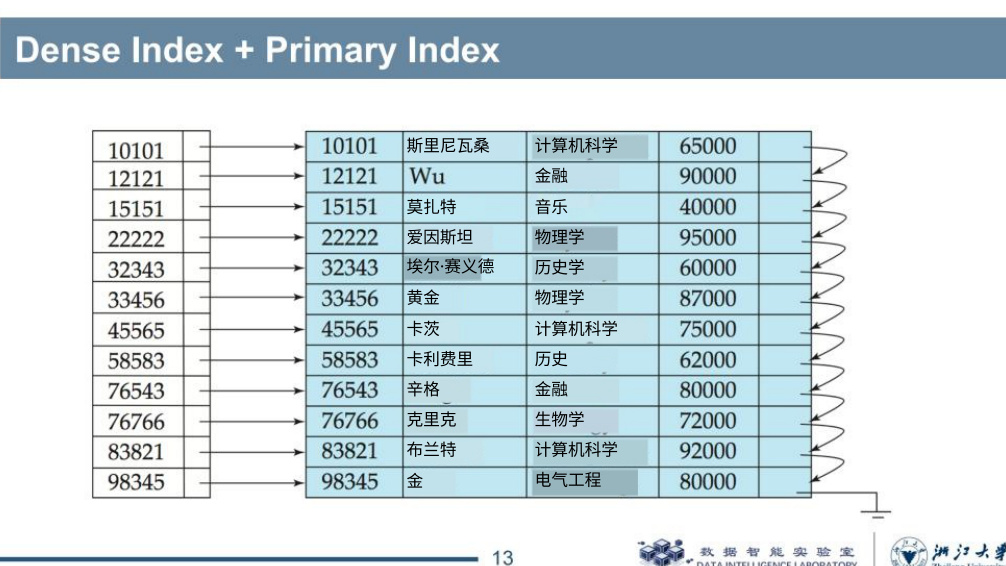 Dense Index + Primary Index
10101 10101 斯里尼瓦桑 计算机科学 65000
12121 12121 Wu 金融 90000
15151 15151 莫扎特 音乐 40000
22222 22222 爱因斯坦 物理学 95000
32343 32343 埃尔·赛义德 历史学 60000
33456 33456 黄金 物理学 87000
45565 45565 卡茨 计算机科学 75000
58583 58583 卡利费里 历史 62000
76543 76543 辛格 金融 80000
76766 76766 克里克 生物学 72000
83821 83821 布兰特 计算机科学 92000
98345 98345 金 电气工程 80000
13
数据智能实验室
DATA INTELLIGENCE LABORATORY
浙江大学